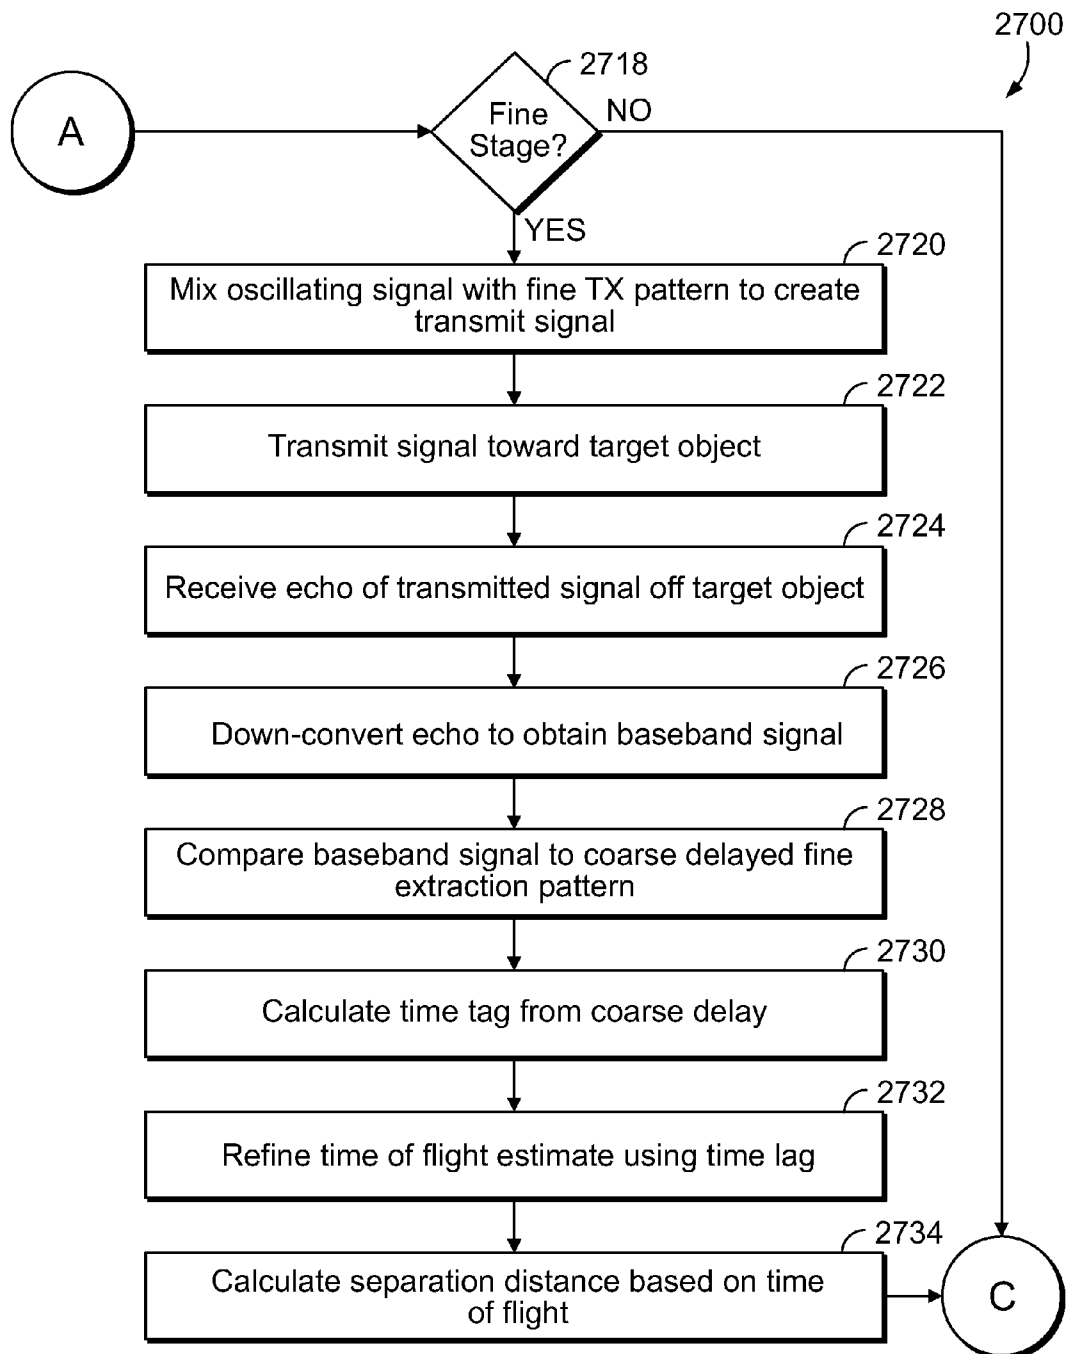 2700
A
2718
Fine
Stage?
NO
YES
2720
Mix oscillating signal with fine TX pattern to create
transmit signal
2722
Transmit signal toward target object
2724
Receive echo of transmitted signal off target object
2726
Down-convert echo to obtain baseband signal
2728
Compare baseband signal to coarse delayed fine
extraction pattern
2730
Calculate time tag from coarse delay
2732
Refine time of flight estimate using time lag
2734
Calculate separation distance based on time
of flight
C